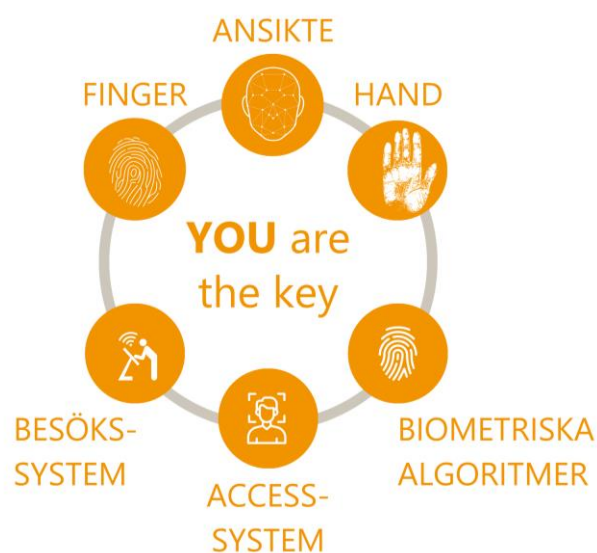 ANSIKTE
FINGER
HAND
YOU are
the key
BESÖKS-
SYSTEM
ACCESS-
SYSTEM
BIOMETRISKA
ALGORITMER